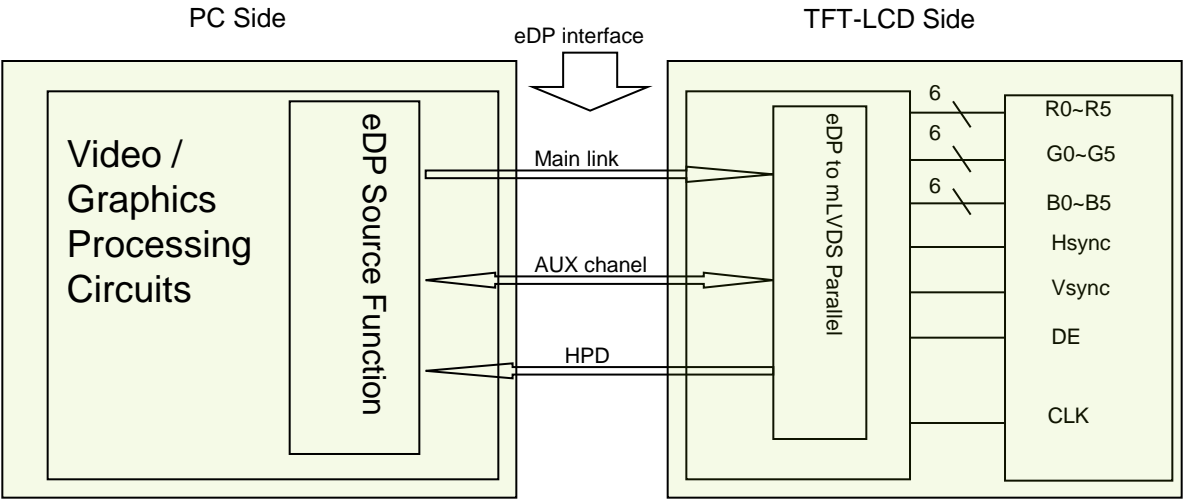 PC Side
TFT-LCD Side
eDP interface
Video /
Graphics
Processing
Circuits
eDP Source Function
Main link
AUX chanel
HPD
eDP to mLVDS Parallel
6
R0~R5
6
G0~G5
6
B0~B5
Hsync
Vsync
DE
CLK